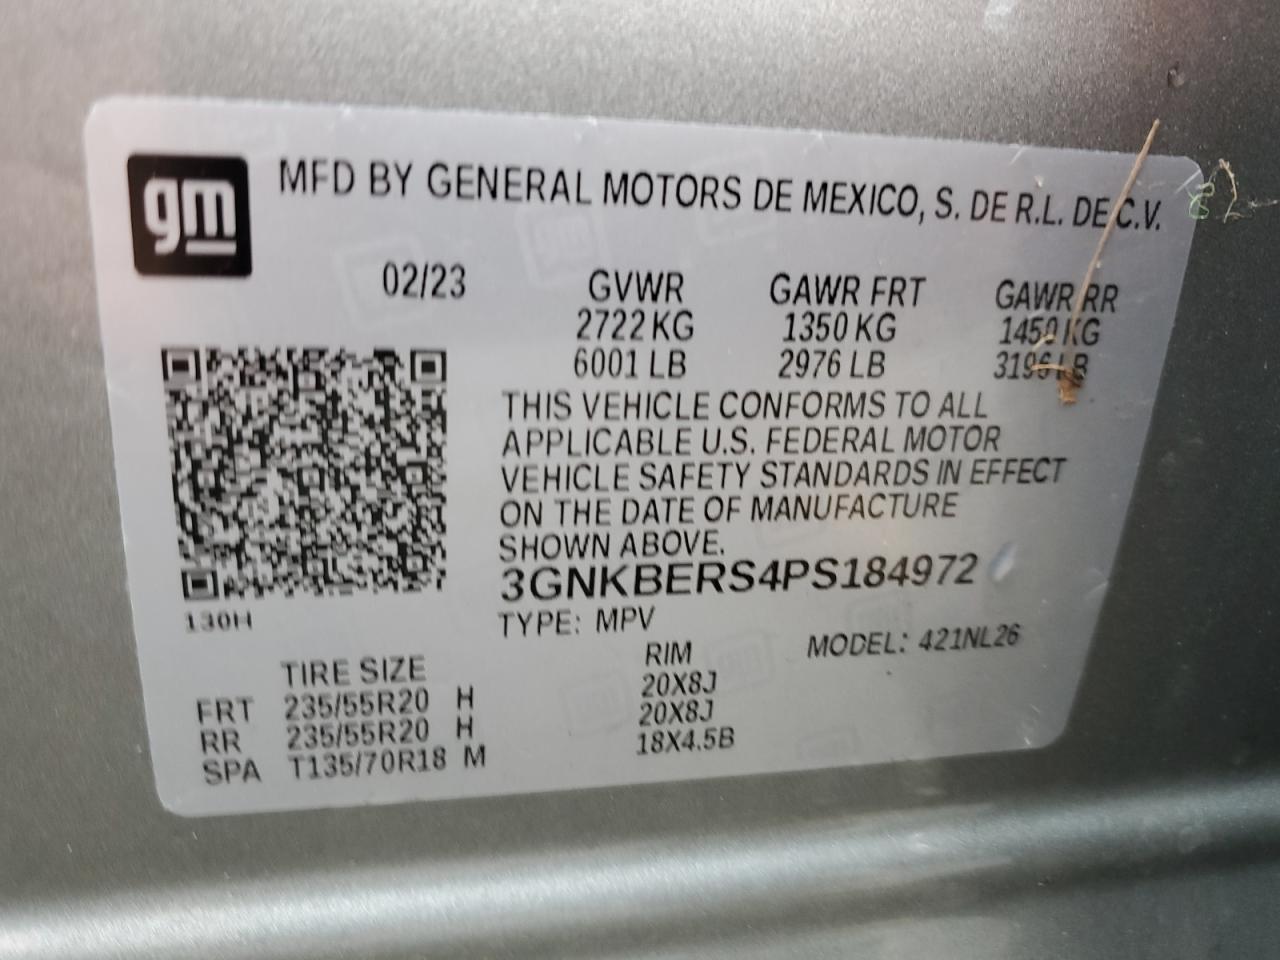 gm
MFD BY GENERAL MOTORS DE MEXICO, S. DE R.L. DE C.V.
02/23 GVWR GAWR FRT GAWR RR
2722 KG 1350 KG 1450 KG
6001 LB 2976 LB 3196 LB
THIS VEHICLE CONFORMS TO ALL
APPLICABLE U.S. FEDERAL MOTOR
VEHICLE SAFETY STANDARDS IN EFFECT
ON THE DATE OF MANUFACTURE
SHOWN ABOVE.
3GNKBERS4PS184972
130H
TYPE: MPV
MODEL: 421NL26
TIRE SIZE RIM
FRT 235/55R20 H 20X8J
RR 235/55R20 H 20X8J
SPA T135/70R18 M 18X4.5B